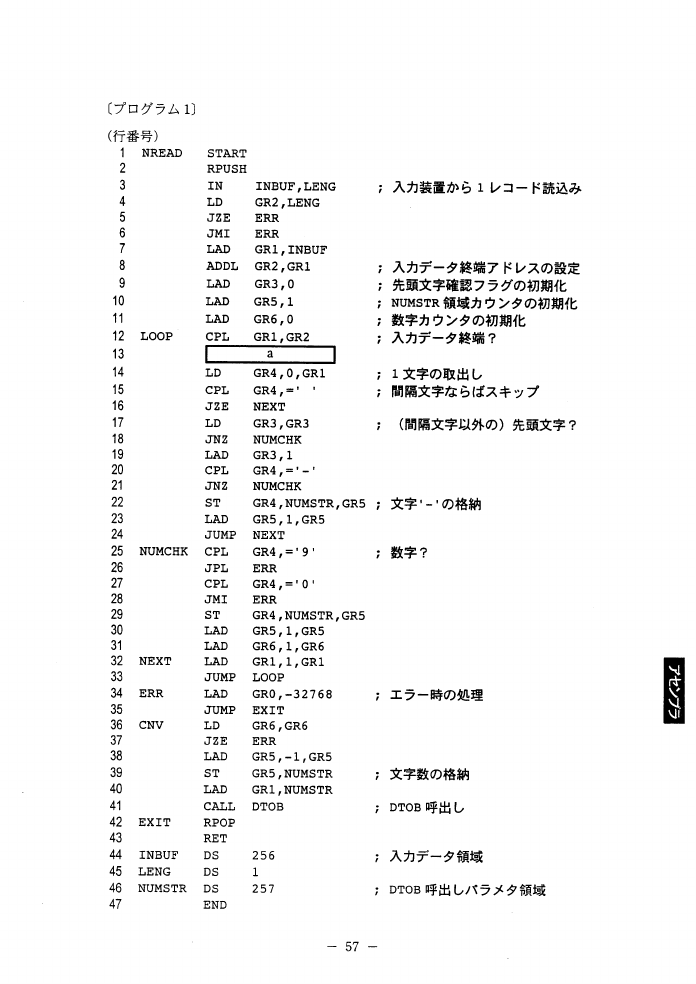 〔プログラム1〕
(行番号)
1 NREAD START
2 RPUSH
3 IN INBUF,LENG ; 入力装置から1レコード読込み
4 LD GR2,LENG
5 JZE ERR
6 JMI ERR
7 LAD GR1,INBUF
8 ADDL GR2,GR1 ; 入力データ終端アドレスの設定
9 LAD GR3,0 ; 先頭文字確認フラグの初期化
10 LAD GR5,1 ; NUMSTR領域カウンタの初期化
11 LAD GR6,0 ; 数字カウンタの初期化
12 LOOP CPL GR1,GR2 ; 入力データ終端?
13 a
14 LD GR4,0,GR1 ; 1文字の取出し
15 CPL GR4,=' ' ; 間隔文字ならばスキップ
16 JZE NEXT
17 LD GR3,GR3 ; (間隔文字以外の)先頭文字?
18 JNZ NUMCHK
19 LAD GR3,1
20 CPL GR4,='-'
21 JNZ NUMCHK
22 ST GR4,NUMSTR,GR5 ; 文字'-'の格納
23 LAD GR5,1,GR5
24 JUMP NEXT
25 NUMCHK CPL GR4,='9' ; 数字?
26 JPL ERR
27 CPL GR4,='0'
28 JMI ERR
29 ST GR4,NUMSTR,GR5
30 LAD GR5,1,GR5
31 LAD GR6,1,GR6
32 NEXT LAD GR1,1,GR1
33 JUMP LOOP
34 ERR LAD GR0,-32768 ; エラー時の処理
35 JUMP EXIT
36 CNV LD GR6,GR6
37 JZE ERR
38 LAD GR5,-1,GR5
39 ST GR5,NUMSTR ; 文字数の格納
40 LAD GR1,NUMSTR
41 CALL DTOB ; DTOB呼出し
42 EXIT RPOP
43 RET
44 INBUF DS 256 ; 入力データ領域
45 LENG DS 1
46 NUMSTR DS 257 ; DTOB呼出しパラメタ領域
47 END
アセンブラ
- 57 -